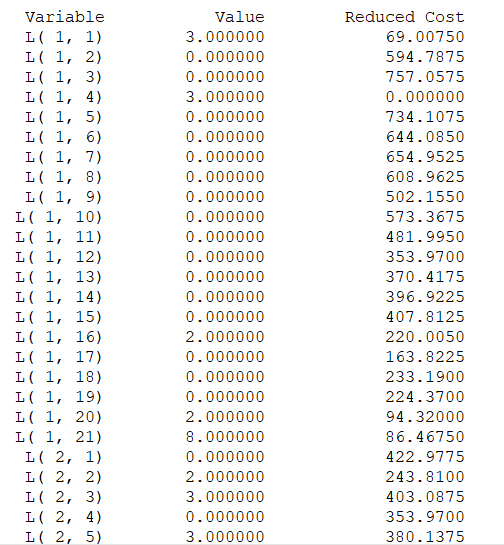 Variable Value Reduced Cost
L( 1, 1) 3.000000 69.00750
L( 1, 2) 0.000000 594.7875
L( 1, 3) 0.000000 757.0575
L( 1, 4) 3.000000 0.000000
L( 1, 5) 0.000000 734.1075
L( 1, 6) 0.000000 644.0850
L( 1, 7) 0.000000 654.9525
L( 1, 8) 0.000000 608.9625
L( 1, 9) 0.000000 502.1550
L( 1, 10) 0.000000 573.3675
L( 1, 11) 0.000000 481.9950
L( 1, 12) 0.000000 353.9700
L( 1, 13) 0.000000 370.4175
L( 1, 14) 0.000000 396.9225
L( 1, 15) 0.000000 407.8125
L( 1, 16) 2.000000 220.0050
L( 1, 17) 0.000000 163.8225
L( 1, 18) 0.000000 233.1900
L( 1, 19) 0.000000 224.3700
L( 1, 20) 2.000000 94.32000
L( 1, 21) 8.000000 86.46750
L( 2, 1) 0.000000 422.9775
L( 2, 2) 2.000000 243.8100
L( 2, 3) 3.000000 403.0875
L( 2, 4) 0.000000 353.9700
L( 2, 5) 3.000000 380.1375